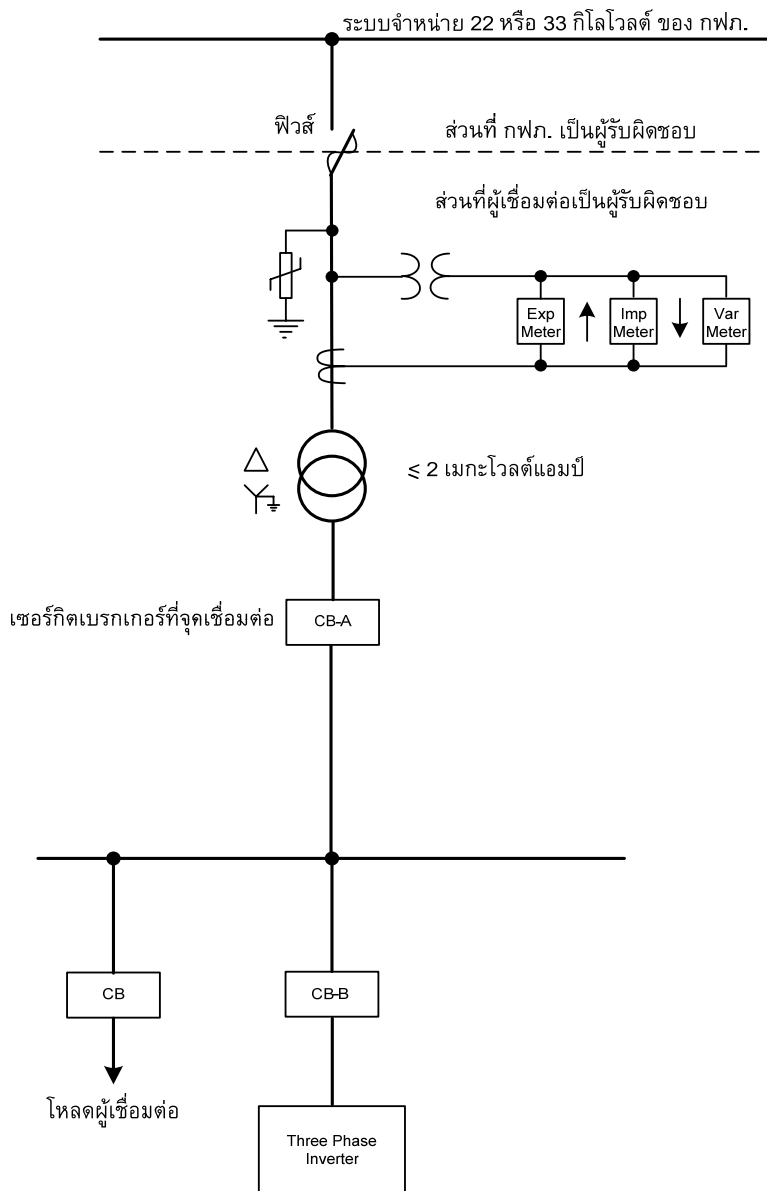 ระบบจำหน่าย 22 หรือ 33 กิโลโวลต์ ของ กฟภ.
ฟิวส์
ส่วนที่ กฟภ. เป็นผู้รับผิดชอบ
ส่วนที่ผู้เชื่อมต่อเป็นผู้รับผิดชอบ
Exp
Meter
Imp
Meter
Var
Meter
≤ 2 เมกะโวลต์แอมป์
เซอร์กิตเบรกเกอร์ที่จุดเชื่อมต่อ
CB-A
CB
CB-B
โหลดผู้เชื่อมต่อ
Three Phase
Inverter